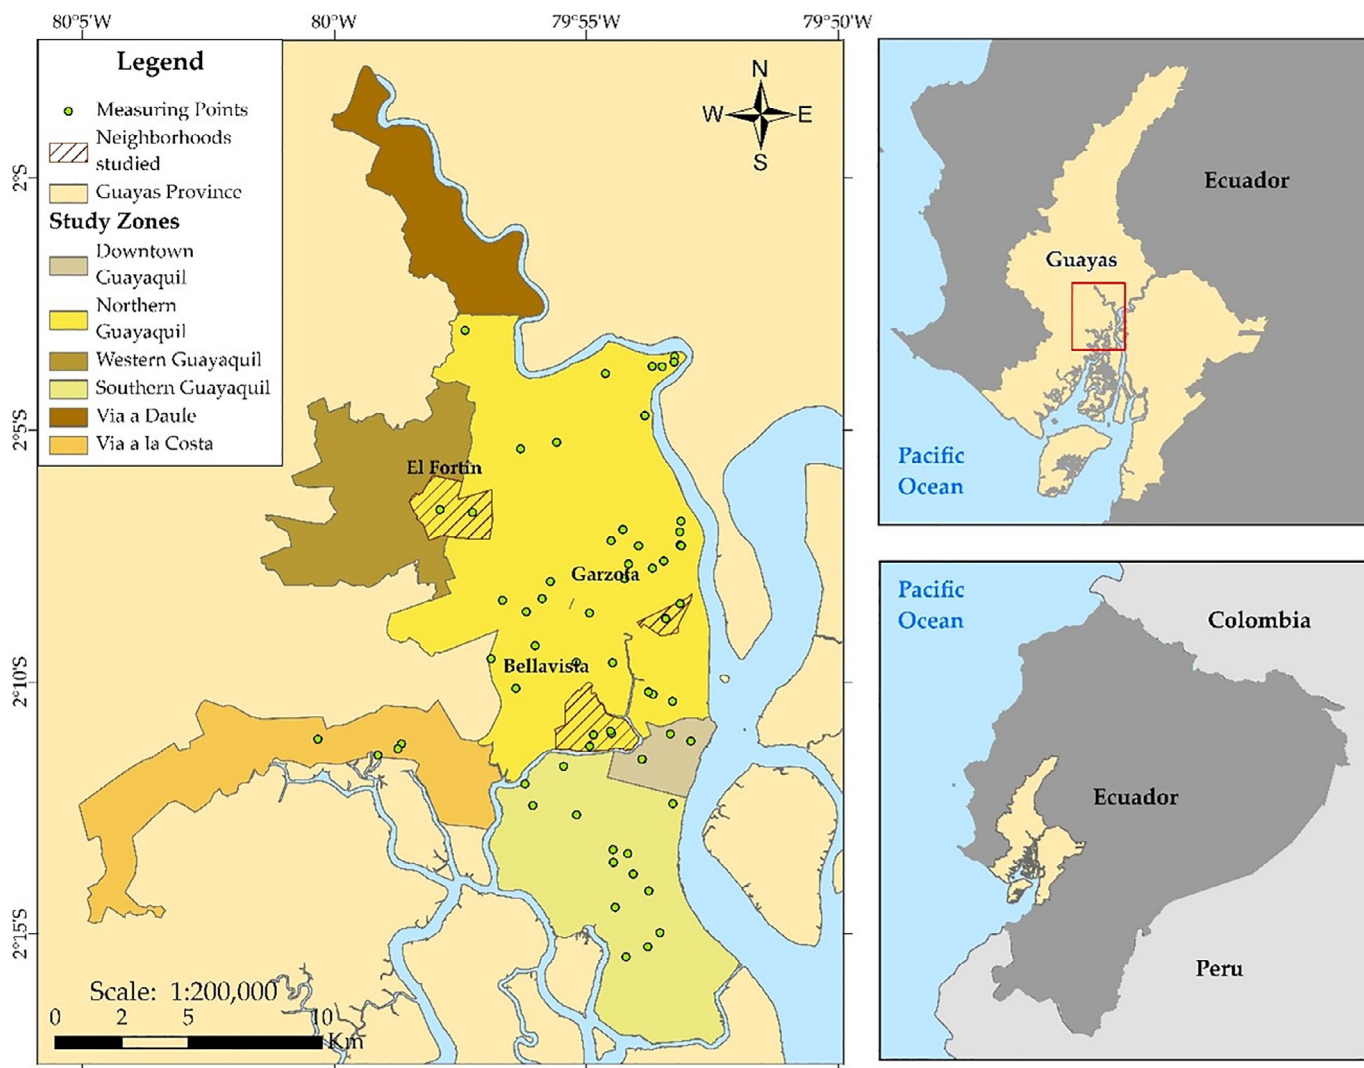 80°5'W 80°W 79°55'W 79°50'W
Legend
Measuring Points
Neighborhoods
studied
Guayas Province
Study Zones
Downtown
Guayaquil
Northern
Guayaquil
Western Guayaquil
Southern Guayaquil
Via a Daule
Via a la Costa
N
W E
S
2°S
2°5'S
2°10'S
2°15'S
El Fortín
Garzota
Bellavista
Scale: 1:200,000
0 2 5 10
Km
Ecuador
Guayas
Pacific
Ocean
Pacific
Ocean
Colombia
Ecuador
Peru